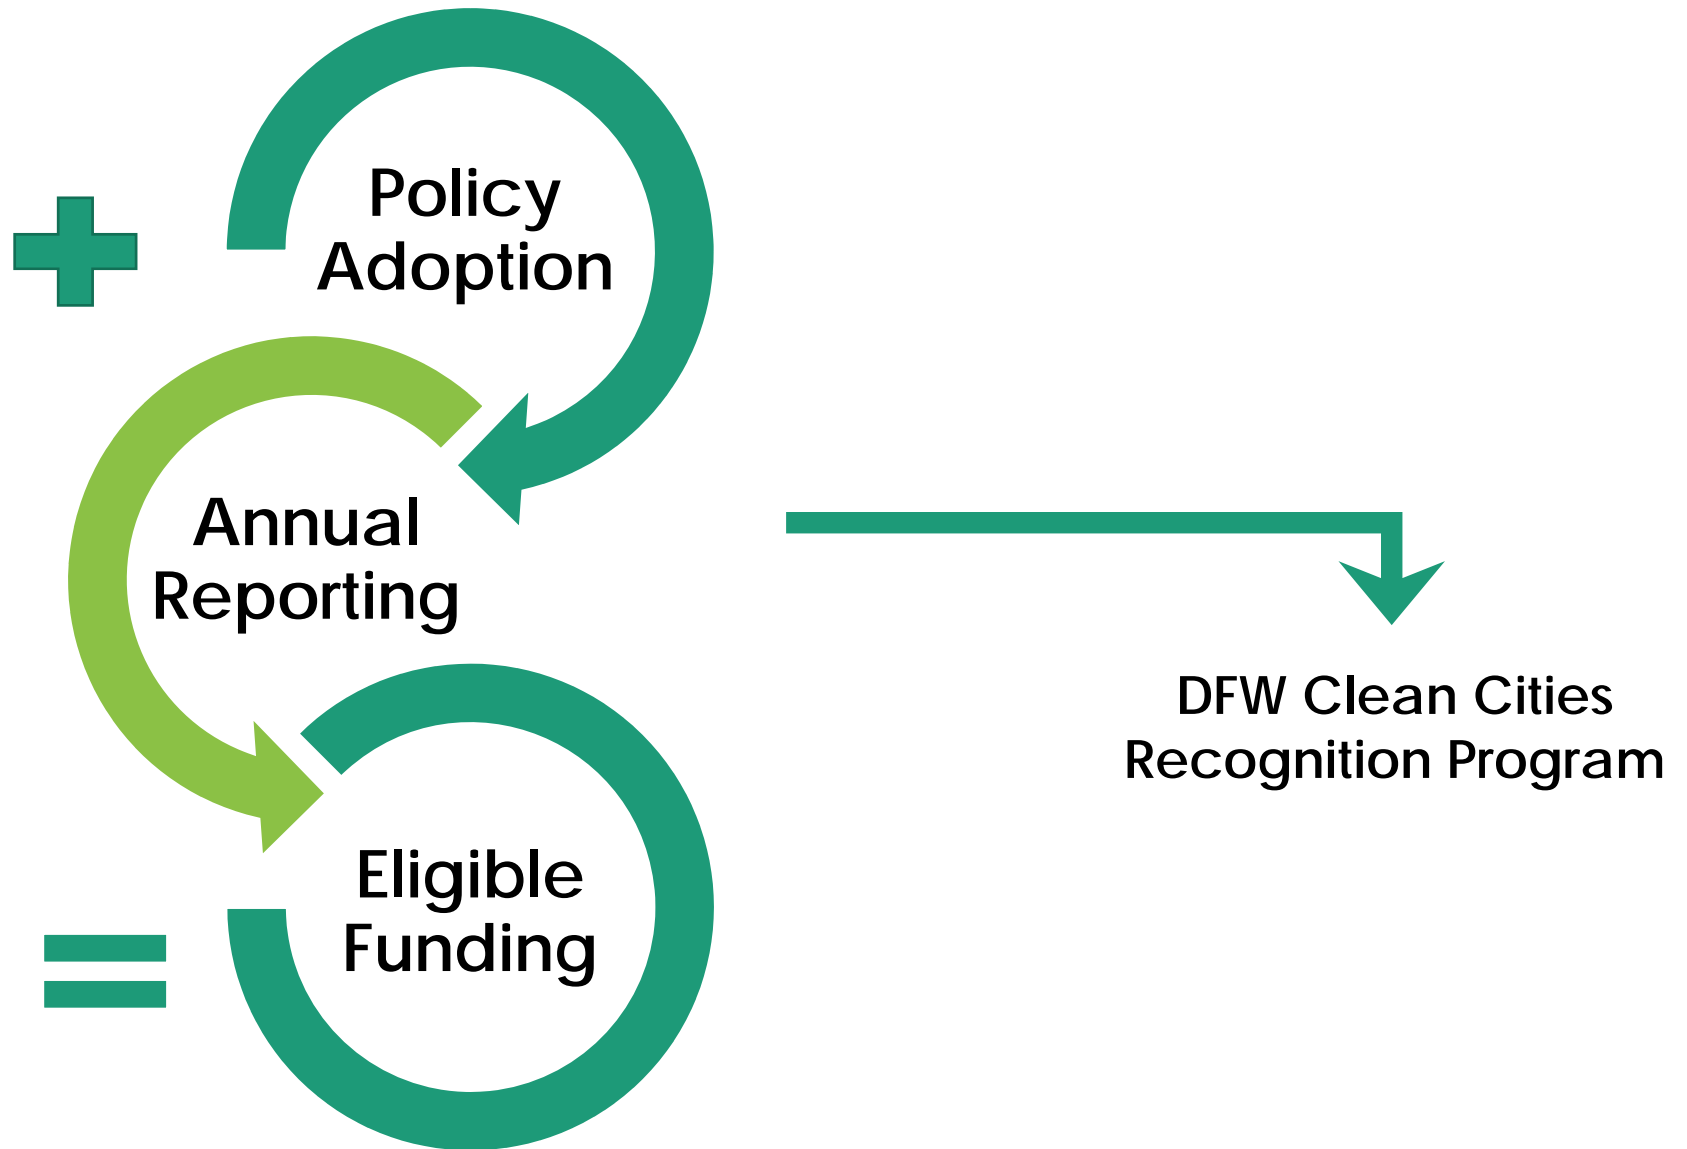 Policy
Adoption
Annual
Reporting
Eligible
Funding
DFW Clean Cities
Recognition Program